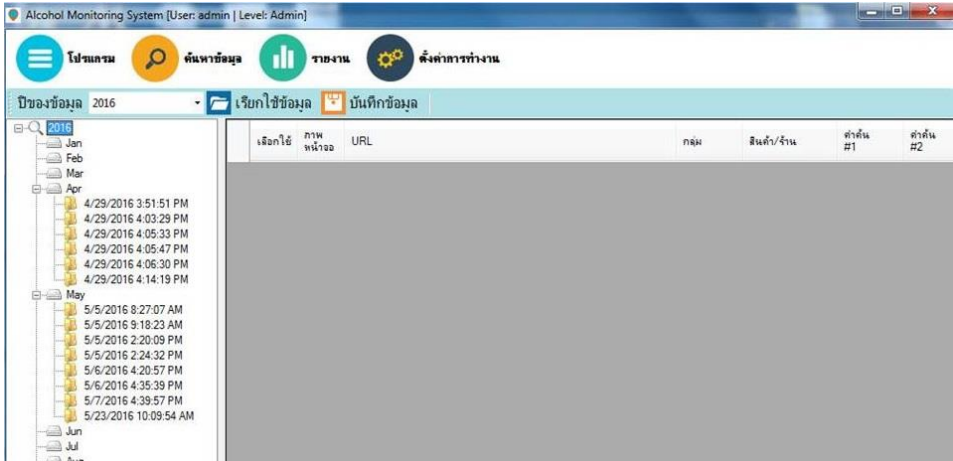 Alcohol Monitoring System [User: admin | Level: Admin]
โปรแกรม ค้นหาข้อมูล รายงาน ตั้งค่าการทำงาน
ปีของข้อมูล 2016 เรียกใช้ข้อมูล บันทึกข้อมูล
เลือกใช้ ภาพหน้าจอ URL กลุ่ม สินค้า/ร้าน คำค้น #1 คำค้น #2
2016
Jan
Feb
Mar
Apr
4/29/2016 3:51:51 PM
4/29/2016 4:03:29 PM
4/29/2016 4:05:33 PM
4/29/2016 4:05:47 PM
4/29/2016 4:06:30 PM
4/29/2016 4:14:19 PM
May
5/5/2016 8:27:07 AM
5/5/2016 9:18:23 AM
5/5/2016 2:20:09 PM
5/5/2016 2:24:32 PM
5/6/2016 4:20:57 PM
5/6/2016 4:35:39 PM
5/7/2016 4:39:57 PM
5/23/2016 10:09:54 AM
Jun
Jul